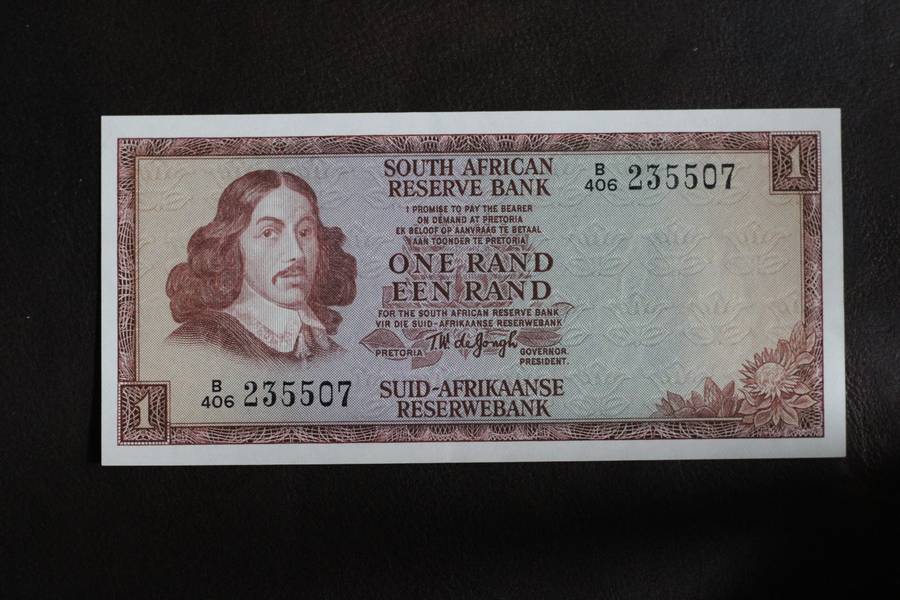 1
SOUTH AFRICAN
RESERVE BANK
B
406 235507
I PROMISE TO PAY THE BEARER
ON DEMAND AT PRETORIA
EK BELOOF OP AANVRAAG TE BETAAL
AAN TOONDER TE PRETORIA
ONE RAND
EEN RAND
FOR THE SOUTH AFRICAN RESERVE BANK
VIR DIE SUID-AFRIKAANSE RESERWEBANK
PRETORIA T.W. de Jongh GOVERNOR.
PRESIDENT.
B
406 235507
SUID-AFRIKAANSE
RESERWEBANK
1